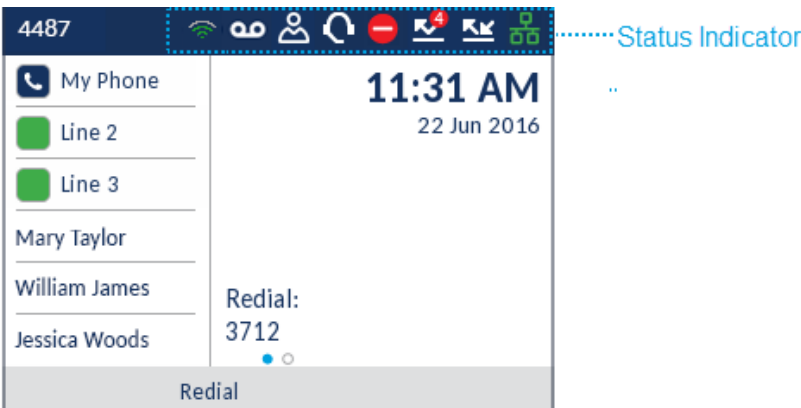 4487
4
Status Indicator
My Phone
11:31 AM
22 Jun 2016
Line 2
Line 3
Mary Taylor
William James
Jessica Woods
Redial:
3712
Redial